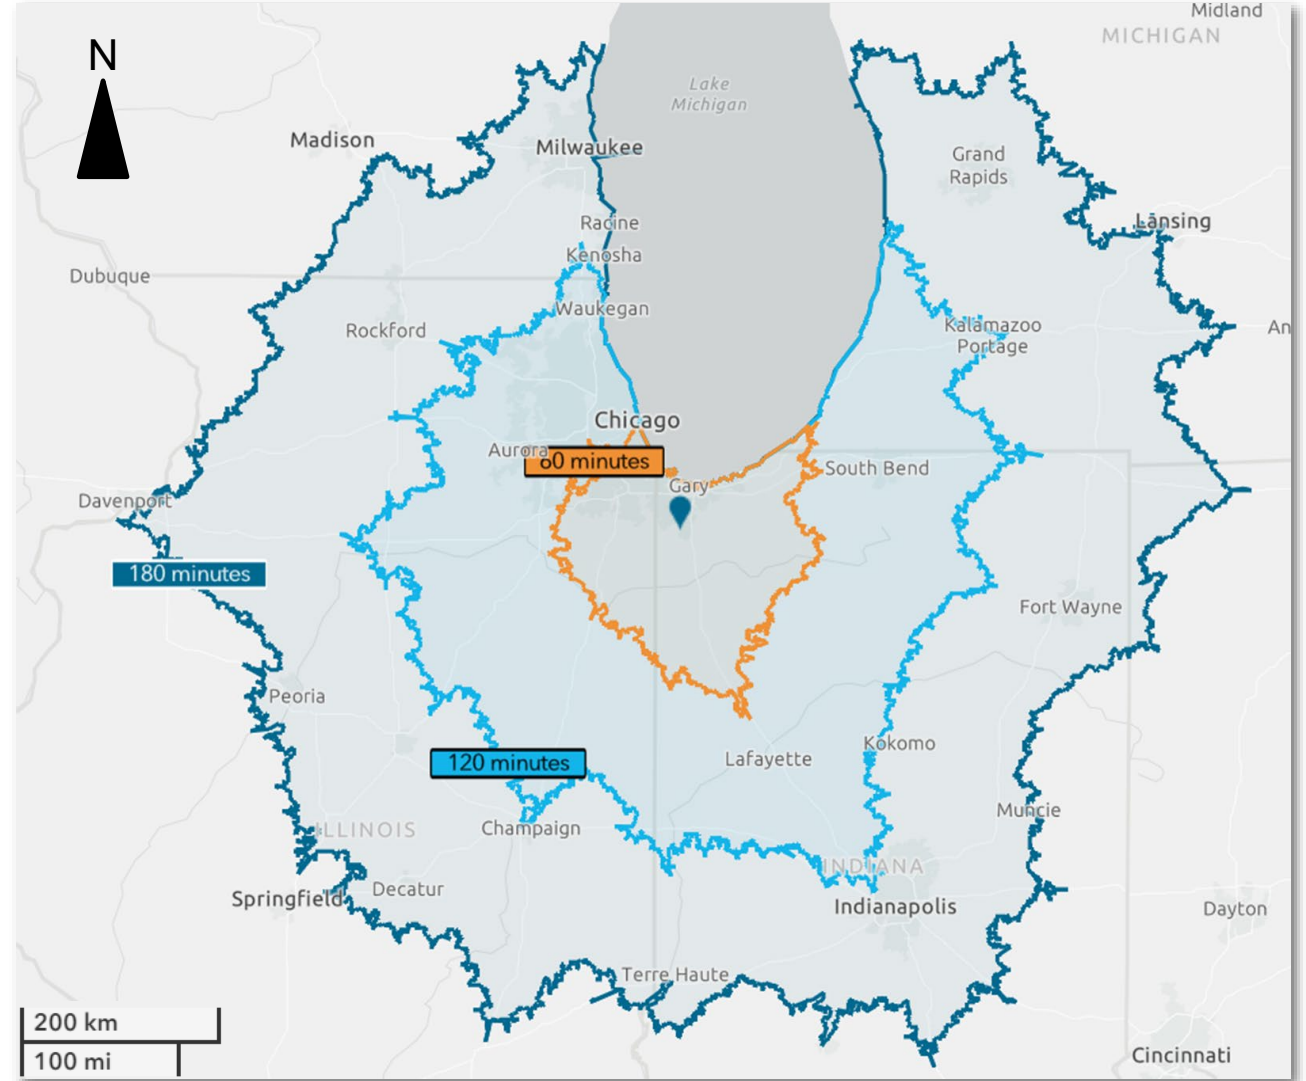 Midland
MICHIGAN
N
Lake
Michigan
Madison
Milwaukee
Grand
Rapids
Racine
Lansing
Kenosha
Dubuque
Waukegan
Rockford
Kalamazoo
Portage
An
Chicago
Aurora
60 minutes
South Bend
Gary
Davenport
180 minutes
Fort Wayne
Peoria
Kokomo
Lafayette
120 minutes
Muncie
Champaign
ILLINOIS
INDIANA
Decatur
Springfield
Indianapolis
Dayton
Terre Haute
200 km
100 mi
Cincinnati